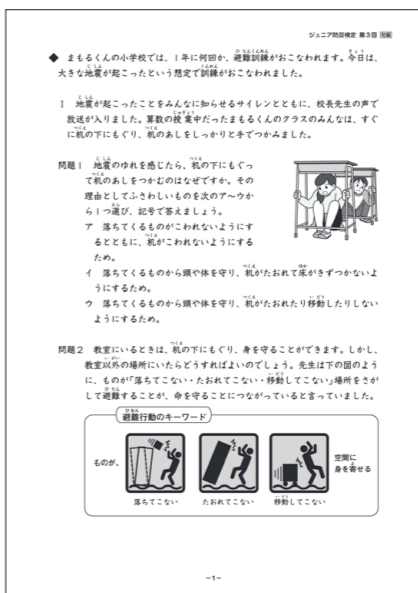 ジュニア防災検定 第3回 初級
◆ まもるくんの小学校では、1年に何回か、避難訓練がおこなわれます。今日は、
大きな地震が起こったという想定で訓練がおこなわれました。
Ⅰ 地震が起こったことをみんなに知らせるサイレンとともに、校長先生の声で
放送が入りました。算数の授業中だったまもるくんのクラスのみんなは、すぐ
に机の下にもぐり、机のあしをしっかりと手でつかみました。
問題1 地震のゆれを感じたら、机の下にもぐっ
て机のあしをつかむのはなぜですか。その
理由としてふさわしいものを次のア〜ウか
ら1つ選び、記号で答えましょう。
ア 落ちてくるものがこわれないようにす
るとともに、机がこわれないようにする
ため。
イ 落ちてくるものから頭や体を守り、机がたおれて床がきずつかないよ
うにするため。
ウ 落ちてくるものから頭や体を守り、机がたおれたり移動したりしない
ようにするため。
問題2 教室にいるときは、机の下にもぐり、身を守ることができます。しかし、
教室以外の場所にいたらどうすればよいのでしょう。先生は下の図のよう
に、ものが「落ちてこない・たおれてこない・移動してこない」場所をさが
して避難することが、命を守ることにつながっていると言っていました。
避難行動のキーワード
ものが、
落ちてこない
たおれてこない
移動してこない
空間に
身を寄せる
-1-